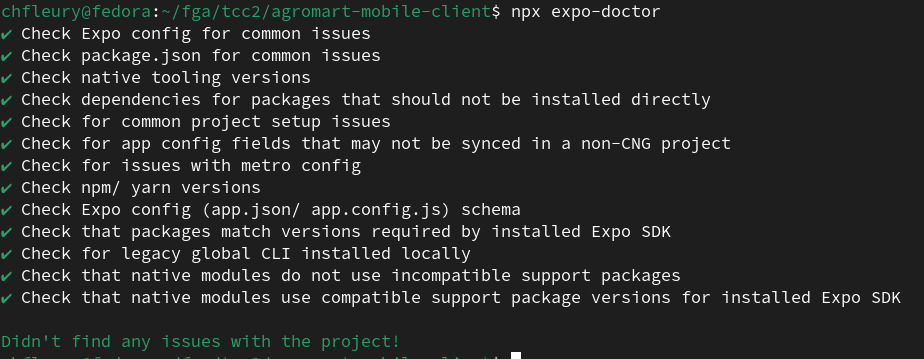 chfleury@fedora:~/fga/tcc2/agromart-mobile-client$ npx expo-doctor
✔ Check Expo config for common issues
✔ Check package.json for common issues
✔ Check native tooling versions
✔ Check dependencies for packages that should not be installed directly
✔ Check for common project setup issues
✔ Check for app config fields that may not be synced in a non-CNG project
✔ Check for issues with metro config
✔ Check npm/ yarn versions
✔ Check Expo config (app.json/ app.config.js) schema
✔ Check that packages match versions required by installed Expo SDK
✔ Check for legacy global CLI installed locally
✔ Check that native modules do not use incompatible support packages
✔ Check that native modules use compatible support package versions for installed Expo SDK
Didn't find any issues with the project!